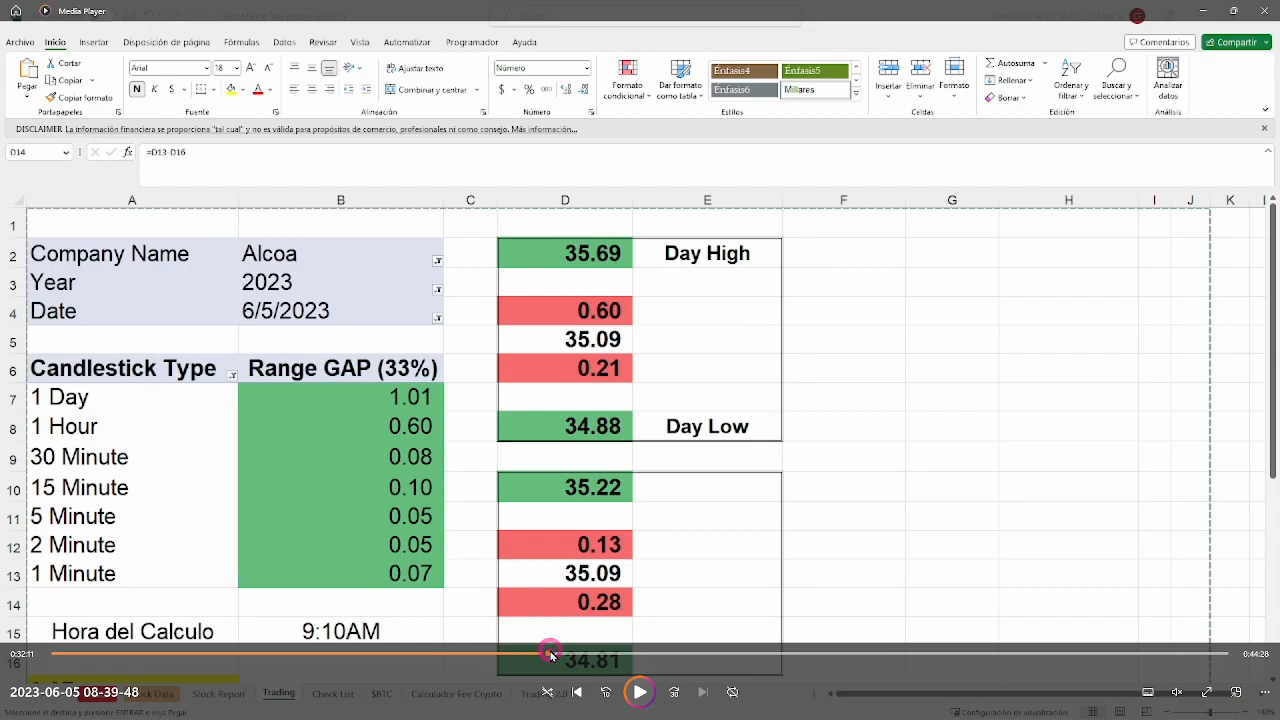 Media Player
Archivo Inicio Insertar Disposición de página Fórmulas Datos Revisar Vista Automatizar Programador Ayuda Comentarios Compartir
Pegar Cortar Copiar Copiar formato Portapapeles
Arial 18 A A N K S A Fuente
Ajustar texto Combinar y centrar Alineación
Número $ % 000 Número
Formato condicional Dar formato como tabla Énfasis4 Énfasis5 Énfasis6 Millares Estilos
Insertar Eliminar Formato Celdas
Autosuma Rellenar Borrar Ordenar y filtrar Buscar y seleccionar Edición
Analizar datos Análisis
DISCLAIMER La información financiera se proporciona "tal cual" y no es válida para propósitos de comercio, profesionales ni como consejo. Más información...
D14 fx =D13-D16
A B C D E F G H I J K
1
2 Company Name Alcoa 35.69 Day High
3 Year 2023
4 Date 6/5/2023 0.60
5 35.09
6 Candlestick Type Range GAP (33%) 0.21
7 1 Day 1.01
8 1 Hour 0.60 34.88 Day Low
9 30 Minute 0.08
10 15 Minute 0.10 35.22
11 5 Minute 0.05
12 2 Minute 0.05 0.13
13 1 Minute 0.07 35.09
14 0.28
15 Hora del Calculo 9:10AM
0:32:11 0:44:28
16 34.81
2023-06-05 08-39-48
Data Stock Report Trading Check List $BTC Calculador Fee Crypto
Seleccione el destino y presione ENTRAR o elija Pegar Configuración de visualización 140%